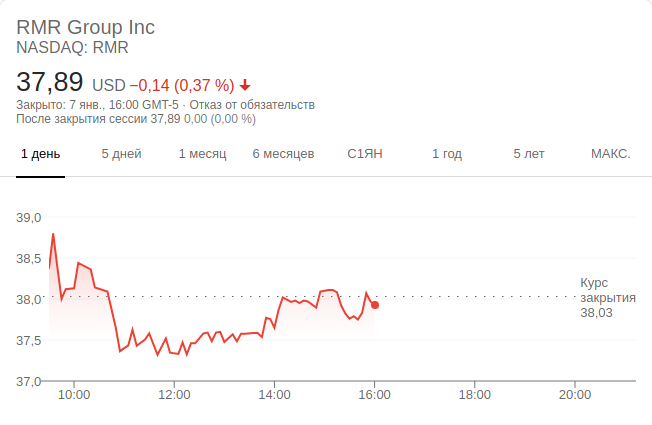 RMR Group Inc
NASDAQ: RMR
37,89 USD −0,14 (0,37 %)
Закрыто: 7 янв., 16:00 GMT-5 · Отказ от обязательств
После закрытия сессии 37,89 0,00 (0,00 %)
1 день 5 дней 1 месяц 6 месяцев С1ЯН 1 год 5 лет МАКС.
39,0
38,5
38,0
37,5
37,0
Курс
закрытия
38,03
10:00 12:00 14:00 16:00 18:00 20:00